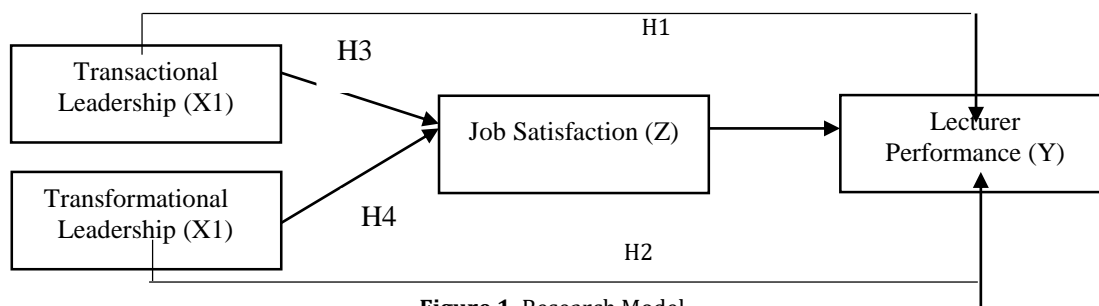 H1
H3
Transactional
Leadership (X1)
Job Satisfaction (Z)
Lecturer
Performance (Y)
Transformational
Leadership (X1)
H4
H2
Figure 1. Research Model